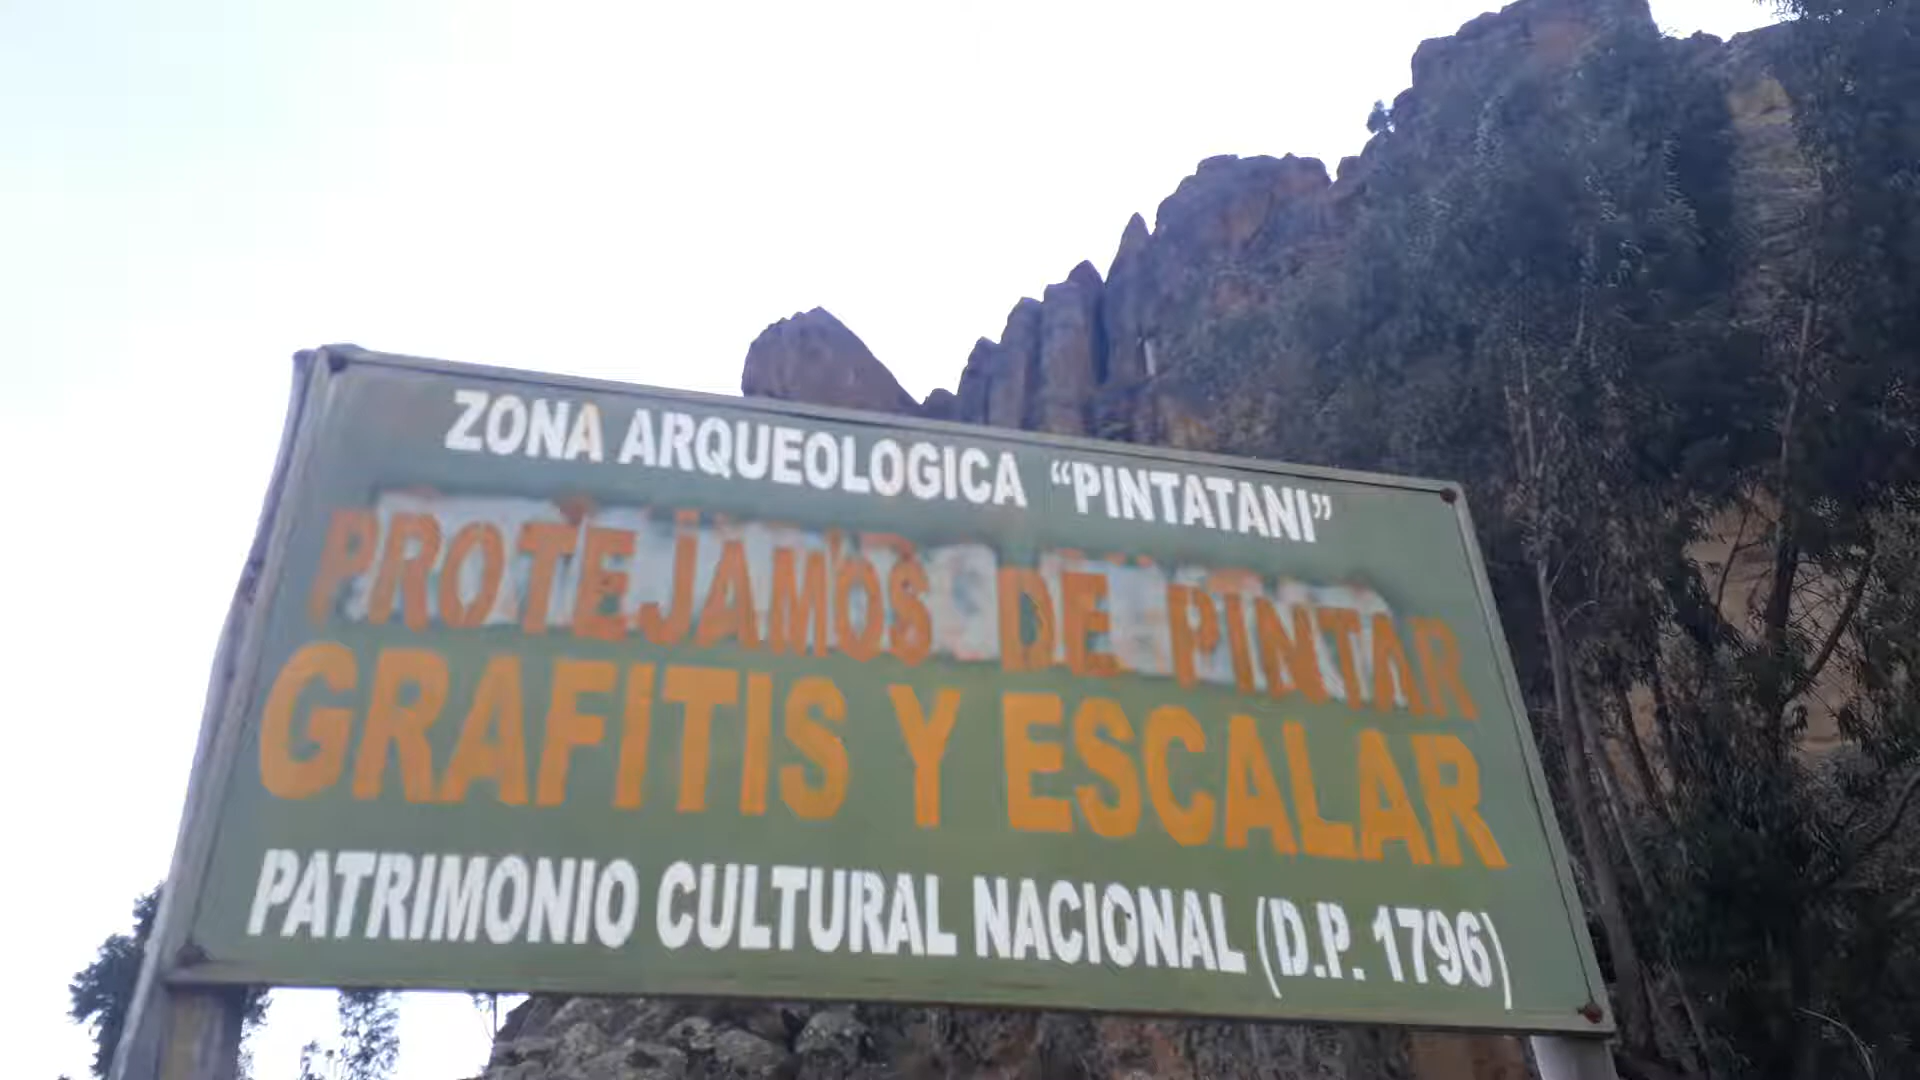 ZONA ARQUEOLOGICA “PINTATANI”
PROTEJAMOS DE PINTAR
GRAFITIS Y ESCALAR
PATRIMONIO CULTURAL NACIONAL (D.P. 1796)